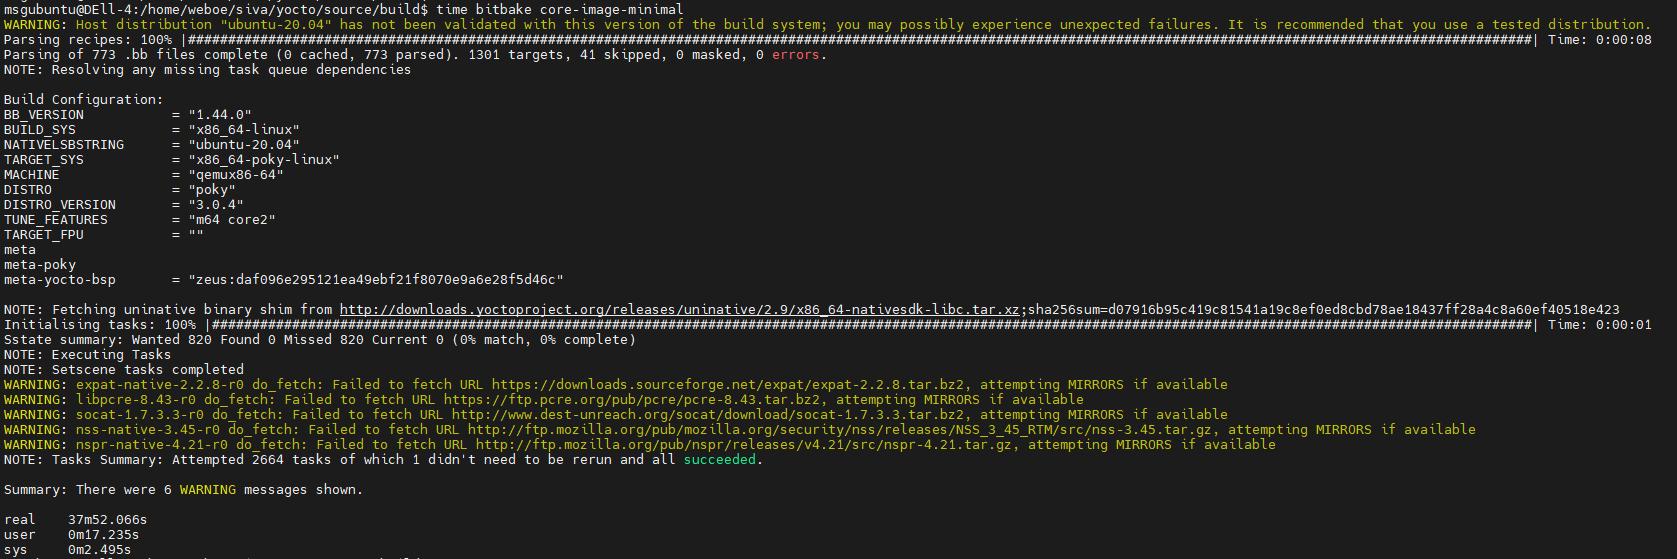 msgubuntu@DEll-4:/home/weboe/siva/yocto/source/build$ time bitbake core-image-minimal
WARNING: Host distribution "ubuntu-20.04" has not been validated with this version of the build system; you may possibly experience unexpected failures. It is recommended that you use a tested distribution.
Parsing recipes: 100% |########################################################################################################################################################################| Time: 0:00:08
Parsing of 773 .bb files complete (0 cached, 773 parsed). 1301 targets, 41 skipped, 0 masked, 0 errors.
NOTE: Resolving any missing task queue dependencies
Build Configuration:
BB_VERSION           = "1.44.0"
BUILD_SYS            = "x86_64-linux"
NATIVELSBSTRING      = "ubuntu-20.04"
TARGET_SYS           = "x86_64-poky-linux"
MACHINE              = "qemux86-64"
DISTRO               = "poky"
DISTRO_VERSION       = "3.0.4"
TUNE_FEATURES        = "m64 core2"
TARGET_FPU           = ""
meta
meta-poky
meta-yocto-bsp       = "zeus:daf096e295121ea49ebf21f8070e9a6e28f5d46c"
NOTE: Fetching uninative binary shim from http://downloads.yoctoproject.org/releases/uninative/2.9/x86_64-nativesdk-libc.tar.xz;sha256sum=d07916b95c419c81541a19c8ef0ed8cbd78ae18437ff28a4c8a60ef40518e423
Initialising tasks: 100% |#####################################################################################################################################################################| Time: 0:00:01
Sstate summary: Wanted 820 Found 0 Missed 820 Current 0 (0% match, 0% complete)
NOTE: Executing Tasks
NOTE: Setscene tasks completed
WARNING: expat-native-2.2.8-r0 do_fetch: Failed to fetch URL https://downloads.sourceforge.net/expat/expat-2.2.8.tar.bz2, attempting MIRRORS if available
WARNING: libpcre-8.43-r0 do_fetch: Failed to fetch URL https://ftp.pcre.org/pub/pcre/pcre-8.43.tar.bz2, attempting MIRRORS if available
WARNING: socat-1.7.3.3-r0 do_fetch: Failed to fetch URL http://www.dest-unreach.org/socat/download/socat-1.7.3.3.tar.bz2, attempting MIRRORS if available
WARNING: nss-native-3.45-r0 do_fetch: Failed to fetch URL http://ftp.mozilla.org/pub/mozilla.org/security/nss/releases/NSS_3_45_RTM/src/nss-3.45.tar.gz, attempting MIRRORS if available
WARNING: nspr-native-4.21-r0 do_fetch: Failed to fetch URL http://ftp.mozilla.org/pub/nspr/releases/v4.21/src/nspr-4.21.tar.gz, attempting MIRRORS if available
NOTE: Tasks Summary: Attempted 2664 tasks of which 1 didn't need to be rerun and all succeeded.
Summary: There were 6 WARNING messages shown.
real    37m52.066s
user    0m17.235s
sys     0m2.495s